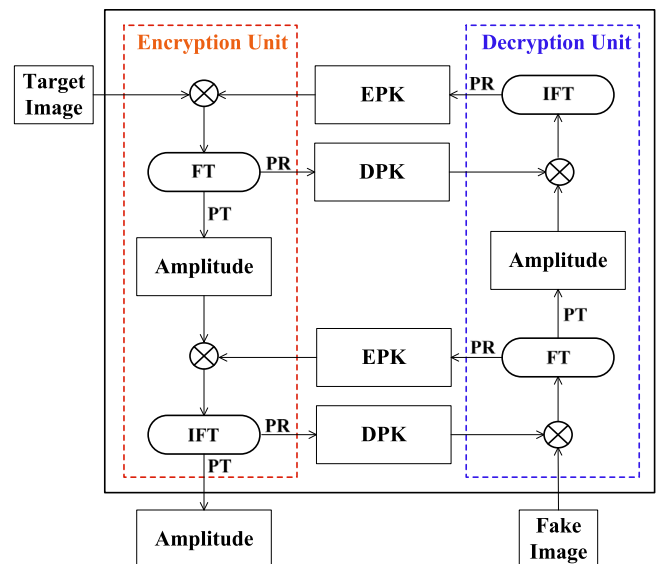 Encryption Unit
Decryption Unit
Target
Image
EPK
PR
IFT
FT
PR
DPK
PT
Amplitude
Amplitude
PT
EPK
PR
FT
IFT
PR
DPK
PT
Amplitude
Fake
Image